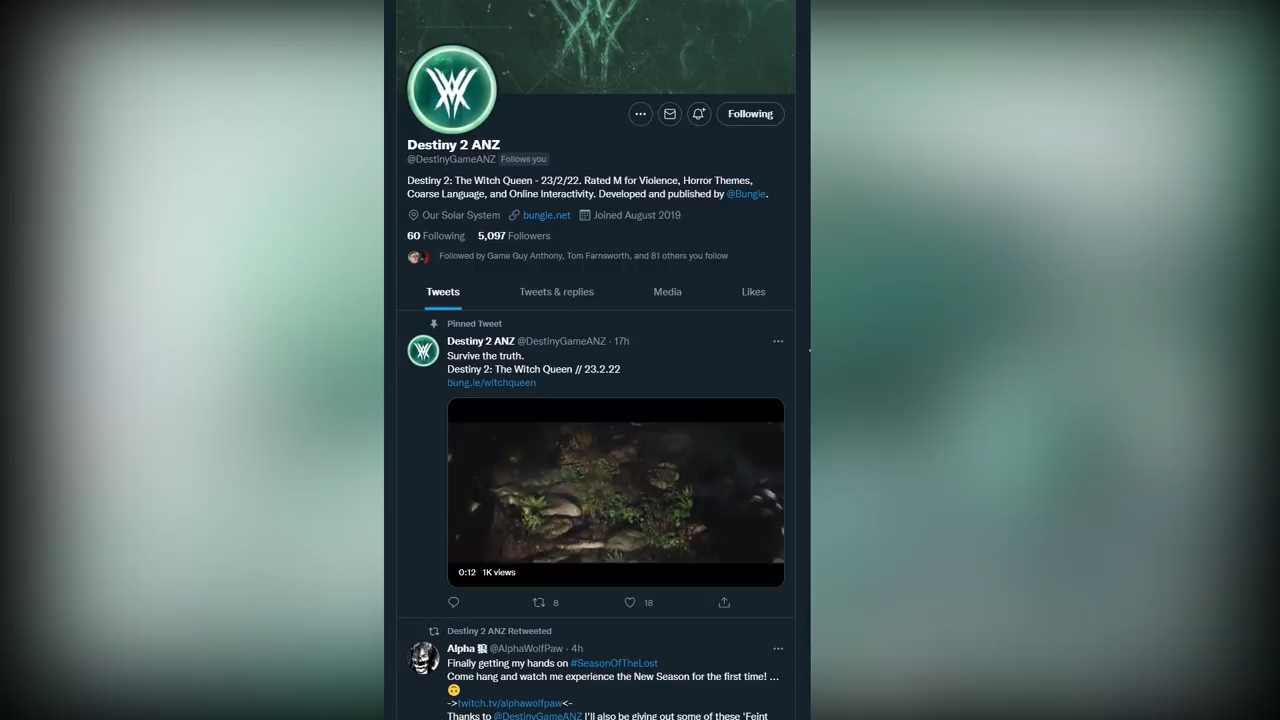 Following
Destiny 2 ANZ
@DestinyGameANZ Follows you
Destiny 2: The Witch Queen - 23/2/22. Rated M for Violence, Horror Themes,
Coarse Language, and Online Interactivity. Developed and published by @Bungie.
Our Solar System bungie.net Joined August 2019
60 Following 5,097 Followers
Followed by Game Guy Anthony, Tom Farnsworth, and 81 others you follow
Tweets Tweets & replies Media Likes
Pinned Tweet
Destiny 2 ANZ @DestinyGameANZ · 17h
Survive the truth.
Destiny 2: The Witch Queen // 23.2.22
bung.ie/witchqueen
0:12 1K views
8 18
Destiny 2 ANZ Retweeted
Alpha 狼 @AlphaWolfPaw · 4h
Finally getting my hands on #SeasonOfTheLost
Come hang and watch me experience the New Season for the first time! ...
🙃
->twitch.tv/alphawolfpaw<-
Thanks to @DestinyGameANZ I'll also be giving out some of these 'Feint